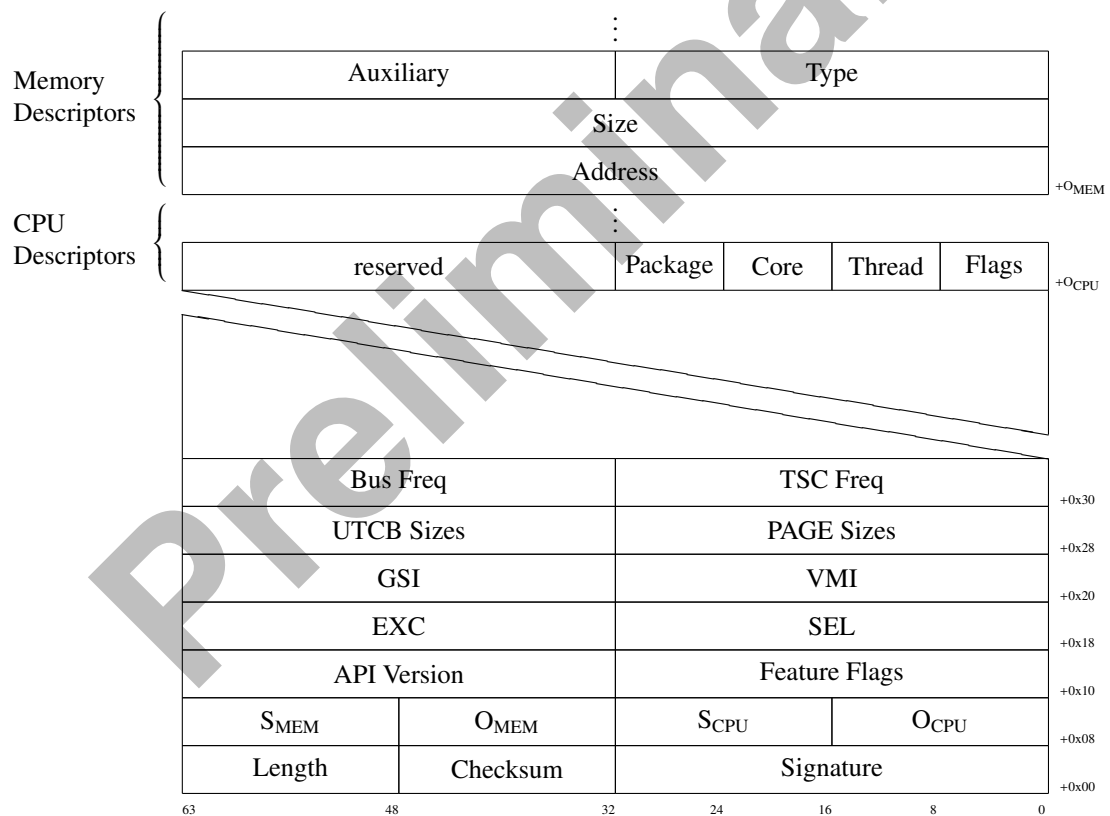 ⋮
Memory
Descriptors
Auxiliary Type
Size
Address +O_MEM
CPU
Descriptors
⋮
reserved Package Core Thread Flags +O_CPU
Bus Freq TSC Freq +0x30
UTCB Sizes PAGE Sizes +0x28
GSI VMI +0x20
EXC SEL +0x18
API Version Feature Flags +0x10
S_MEM O_MEM S_CPU O_CPU +0x08
Length Checksum Signature +0x00
63 48 32 24 16 8 0